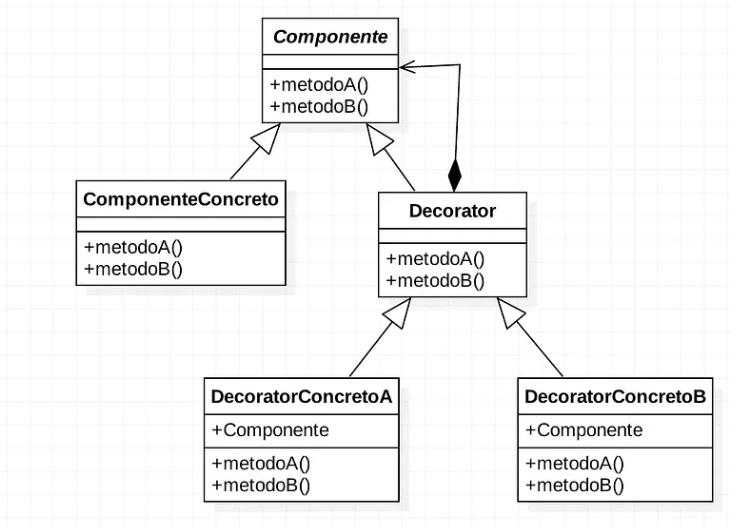 Componente
+metodoA()
+metodoB()
ComponenteConcreto
+metodoA()
+metodoB()
Decorator
+metodoA()
+metodoB()
DecoratorConcretoA
+Componente
+metodoA()
+metodoB()
DecoratorConcretoB
+Componente
+metodoA()
+metodoB()